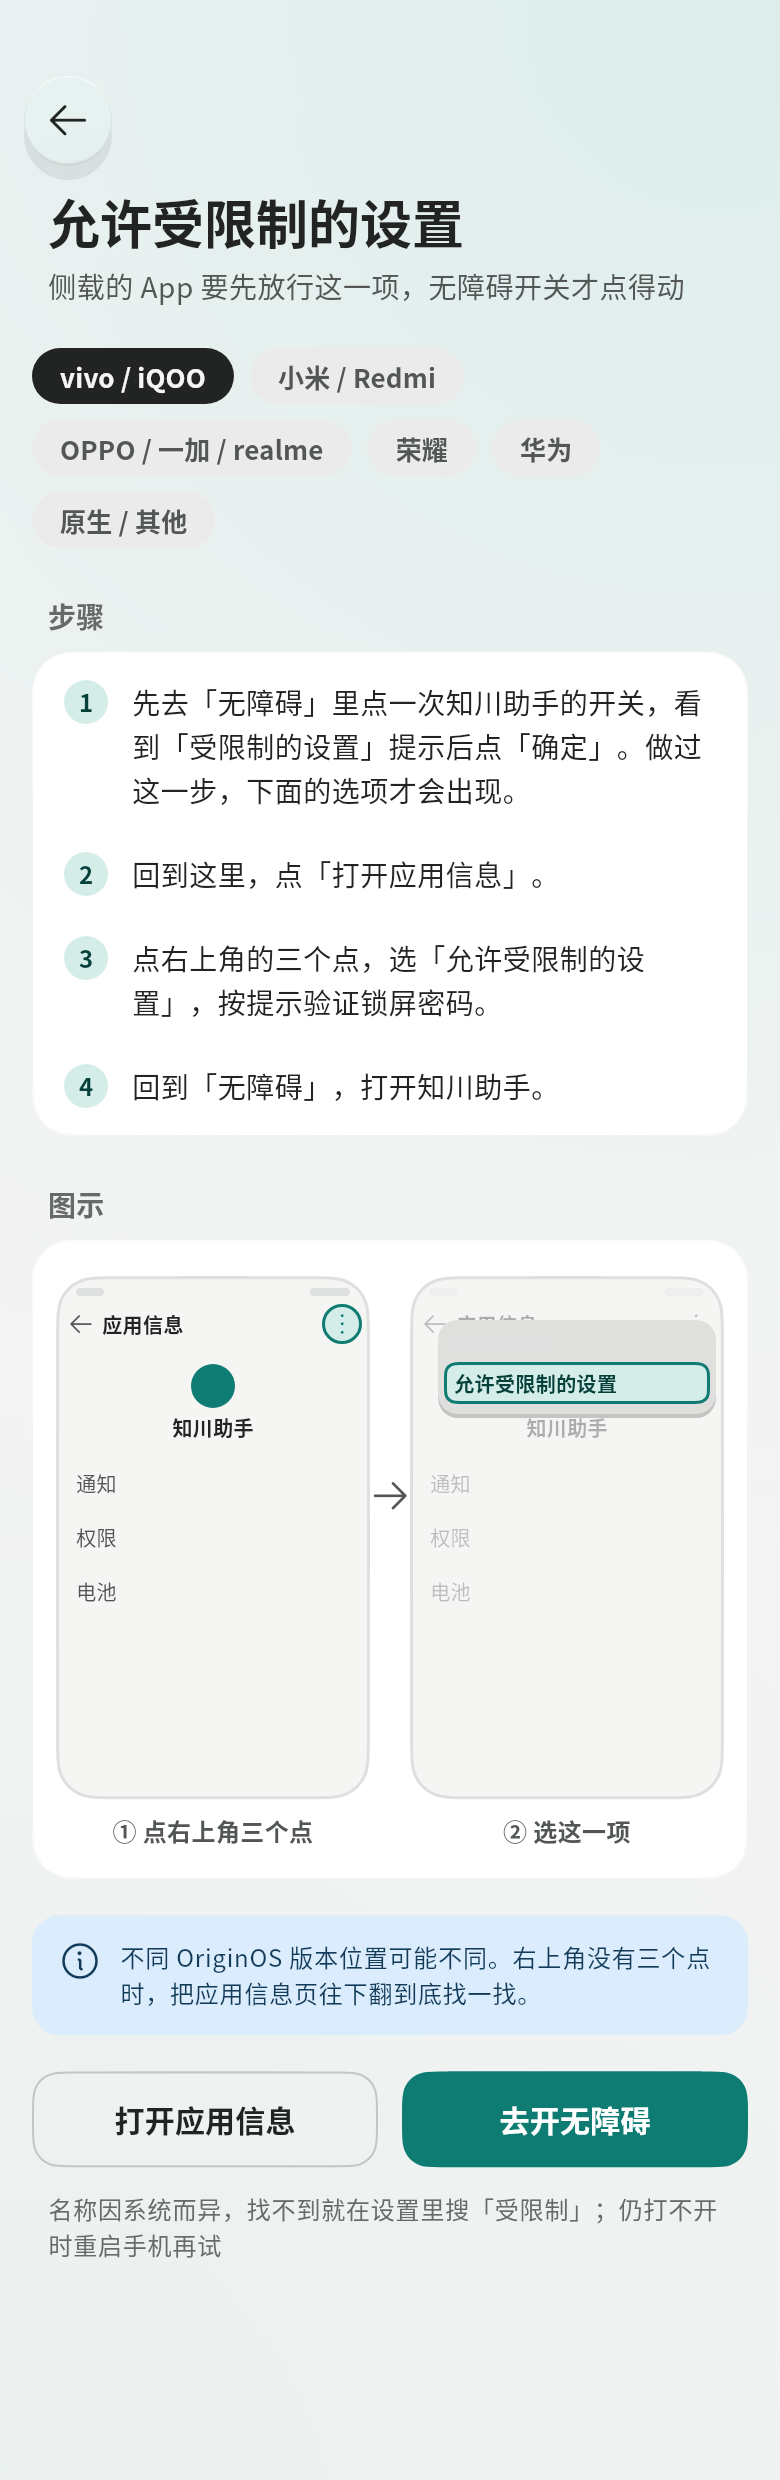 允许受限制的设置
侧载的 App 要先放行这一项，无障碍开关才点得动
vivo / iQOO
小米 / Redmi
OPPO / 一加 / realme
荣耀
华为
原生 / 其他
步骤
1
先去「无障碍」里点一次知川助手的开关，看
到「受限制的设置」提示后点「确定」。做过
这一步，下面的选项才会出现。
2
回到这里，点「打开应用信息」。
3
点右上角的三个点，选「允许受限制的设
置」，按提示验证锁屏密码。
4
回到「无障碍」，打开知川助手。
图示
应用信息
知川助手
通知
权限
电池
① 点右上角三个点
应用信息
允许受限制的设置
知川助手
通知
权限
电池
② 选这一项
不同 OriginOS 版本位置可能不同。右上角没有三个点
时，把应用信息页往下翻到底找一找。
打开应用信息
去开无障碍
名称因系统而异，找不到就在设置里搜「受限制」；仍打不开
时重启手机再试